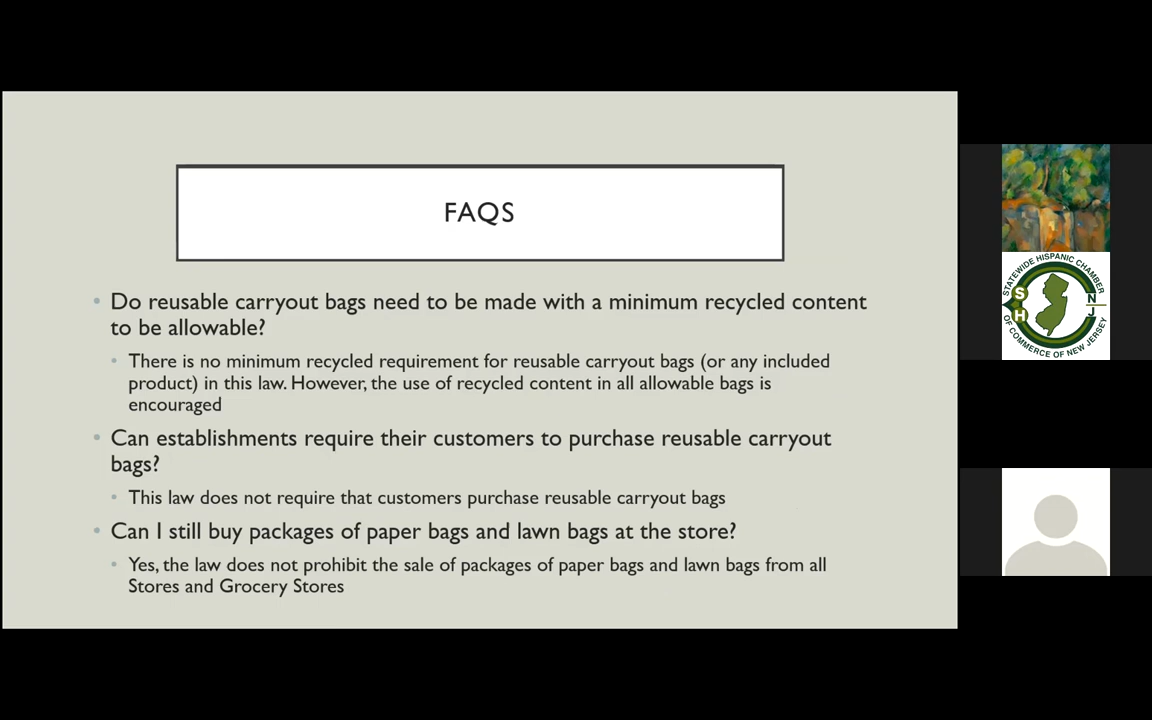 FAQS
Do reusable carryout bags need to be made with a minimum recycled content
to be allowable?
There is no minimum recycled requirement for reusable carryout bags (or any included
product) in this law. However, the use of recycled content in all allowable bags is
encouraged
Can establishments require their customers to purchase reusable carryout
bags?
This law does not require that customers purchase reusable carryout bags
Can I still buy packages of paper bags and lawn bags at the store?
Yes, the law does not prohibit the sale of packages of paper bags and lawn bags from all
Stores and Grocery Stores
STATEWIDE HISPANIC CHAMBER
S N
H J
OF COMMERCE OF NEW JERSEY